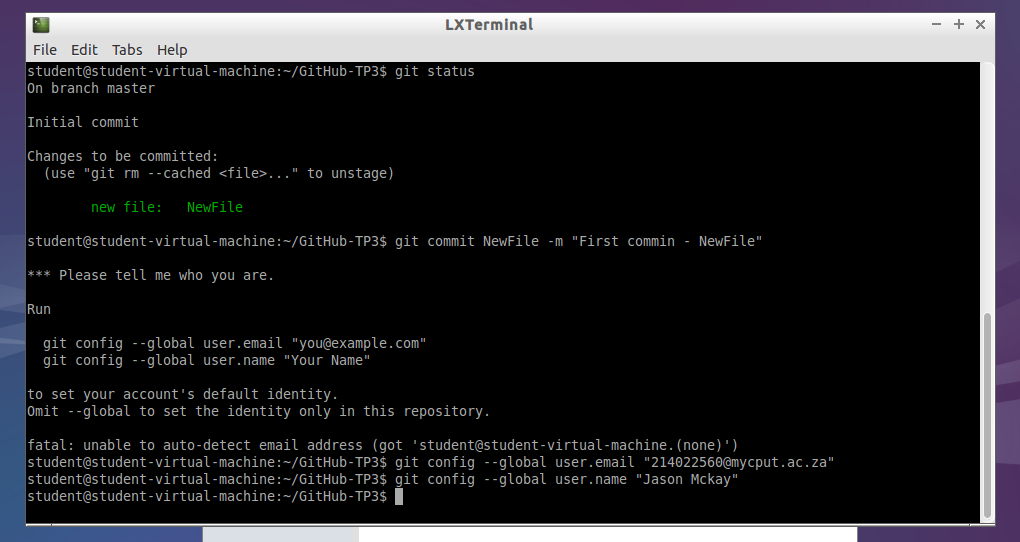 LXTerminal
File Edit Tabs Help
student@student-virtual-machine:~/GitHub-TP3$ git status
On branch master
Initial commit
Changes to be committed:
  (use "git rm --cached <file>..." to unstage)
        new file:   NewFile
student@student-virtual-machine:~/GitHub-TP3$ git commit NewFile -m "First commin - NewFile"
*** Please tell me who you are.
Run
  git config --global user.email "you@example.com"
  git config --global user.name "Your Name"
to set your account's default identity.
Omit --global to set the identity only in this repository.
fatal: unable to auto-detect email address (got 'student@student-virtual-machine.(none)')
student@student-virtual-machine:~/GitHub-TP3$ git config --global user.email "214022560@mycput.ac.za"
student@student-virtual-machine:~/GitHub-TP3$ git config --global user.name "Jason Mckay"
student@student-virtual-machine:~/GitHub-TP3$